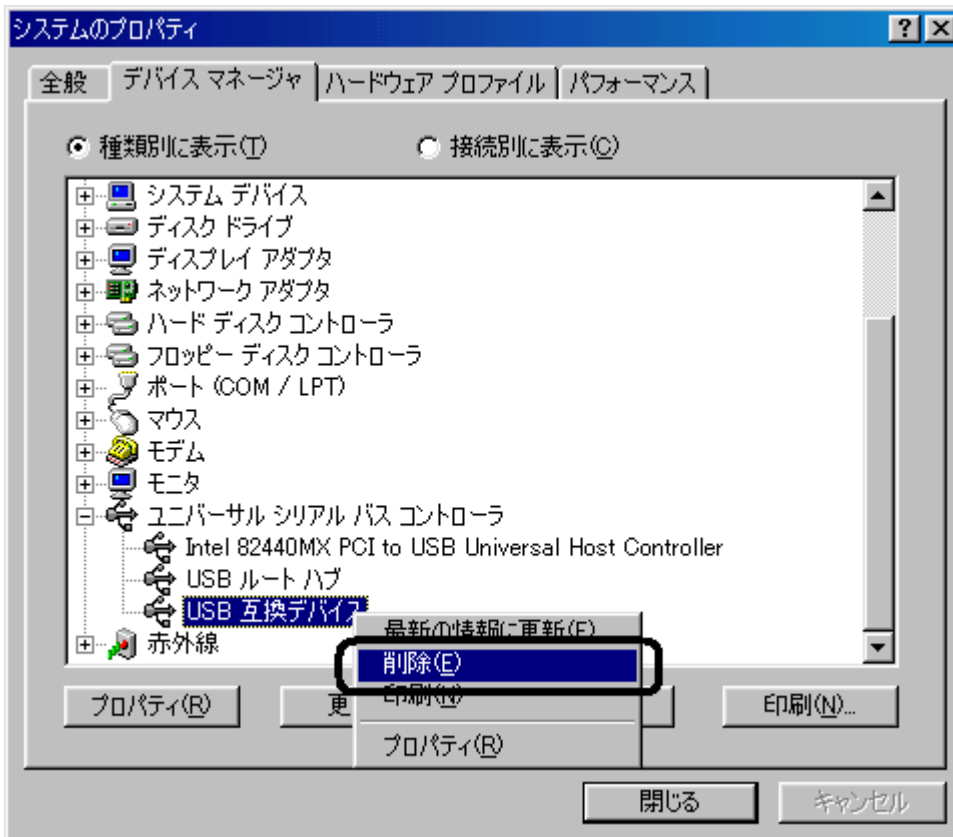 システムのプロパティ
全般 デバイス マネージャ ハードウェア プロファイル パフォーマンス
種類別に表示(T) 接続別に表示(C)
システム デバイス
ディスク ドライブ
ディスプレイ アダプタ
ネットワーク アダプタ
ハード ディスク コントローラ
フロッピー ディスク コントローラ
ポート (COM / LPT)
マウス
モデム
モニタ
ユニバーサル シリアル バス コントローラ
Intel 82440MX PCI to USB Universal Host Controller
USB ルート ハブ
USB 互換デバイス
最新の情報に更新(F)
赤外線
削除(E)
印刷(N)
プロパティ(R) 更 印刷(N)...
プロパティ(R)
閉じる キャンセル